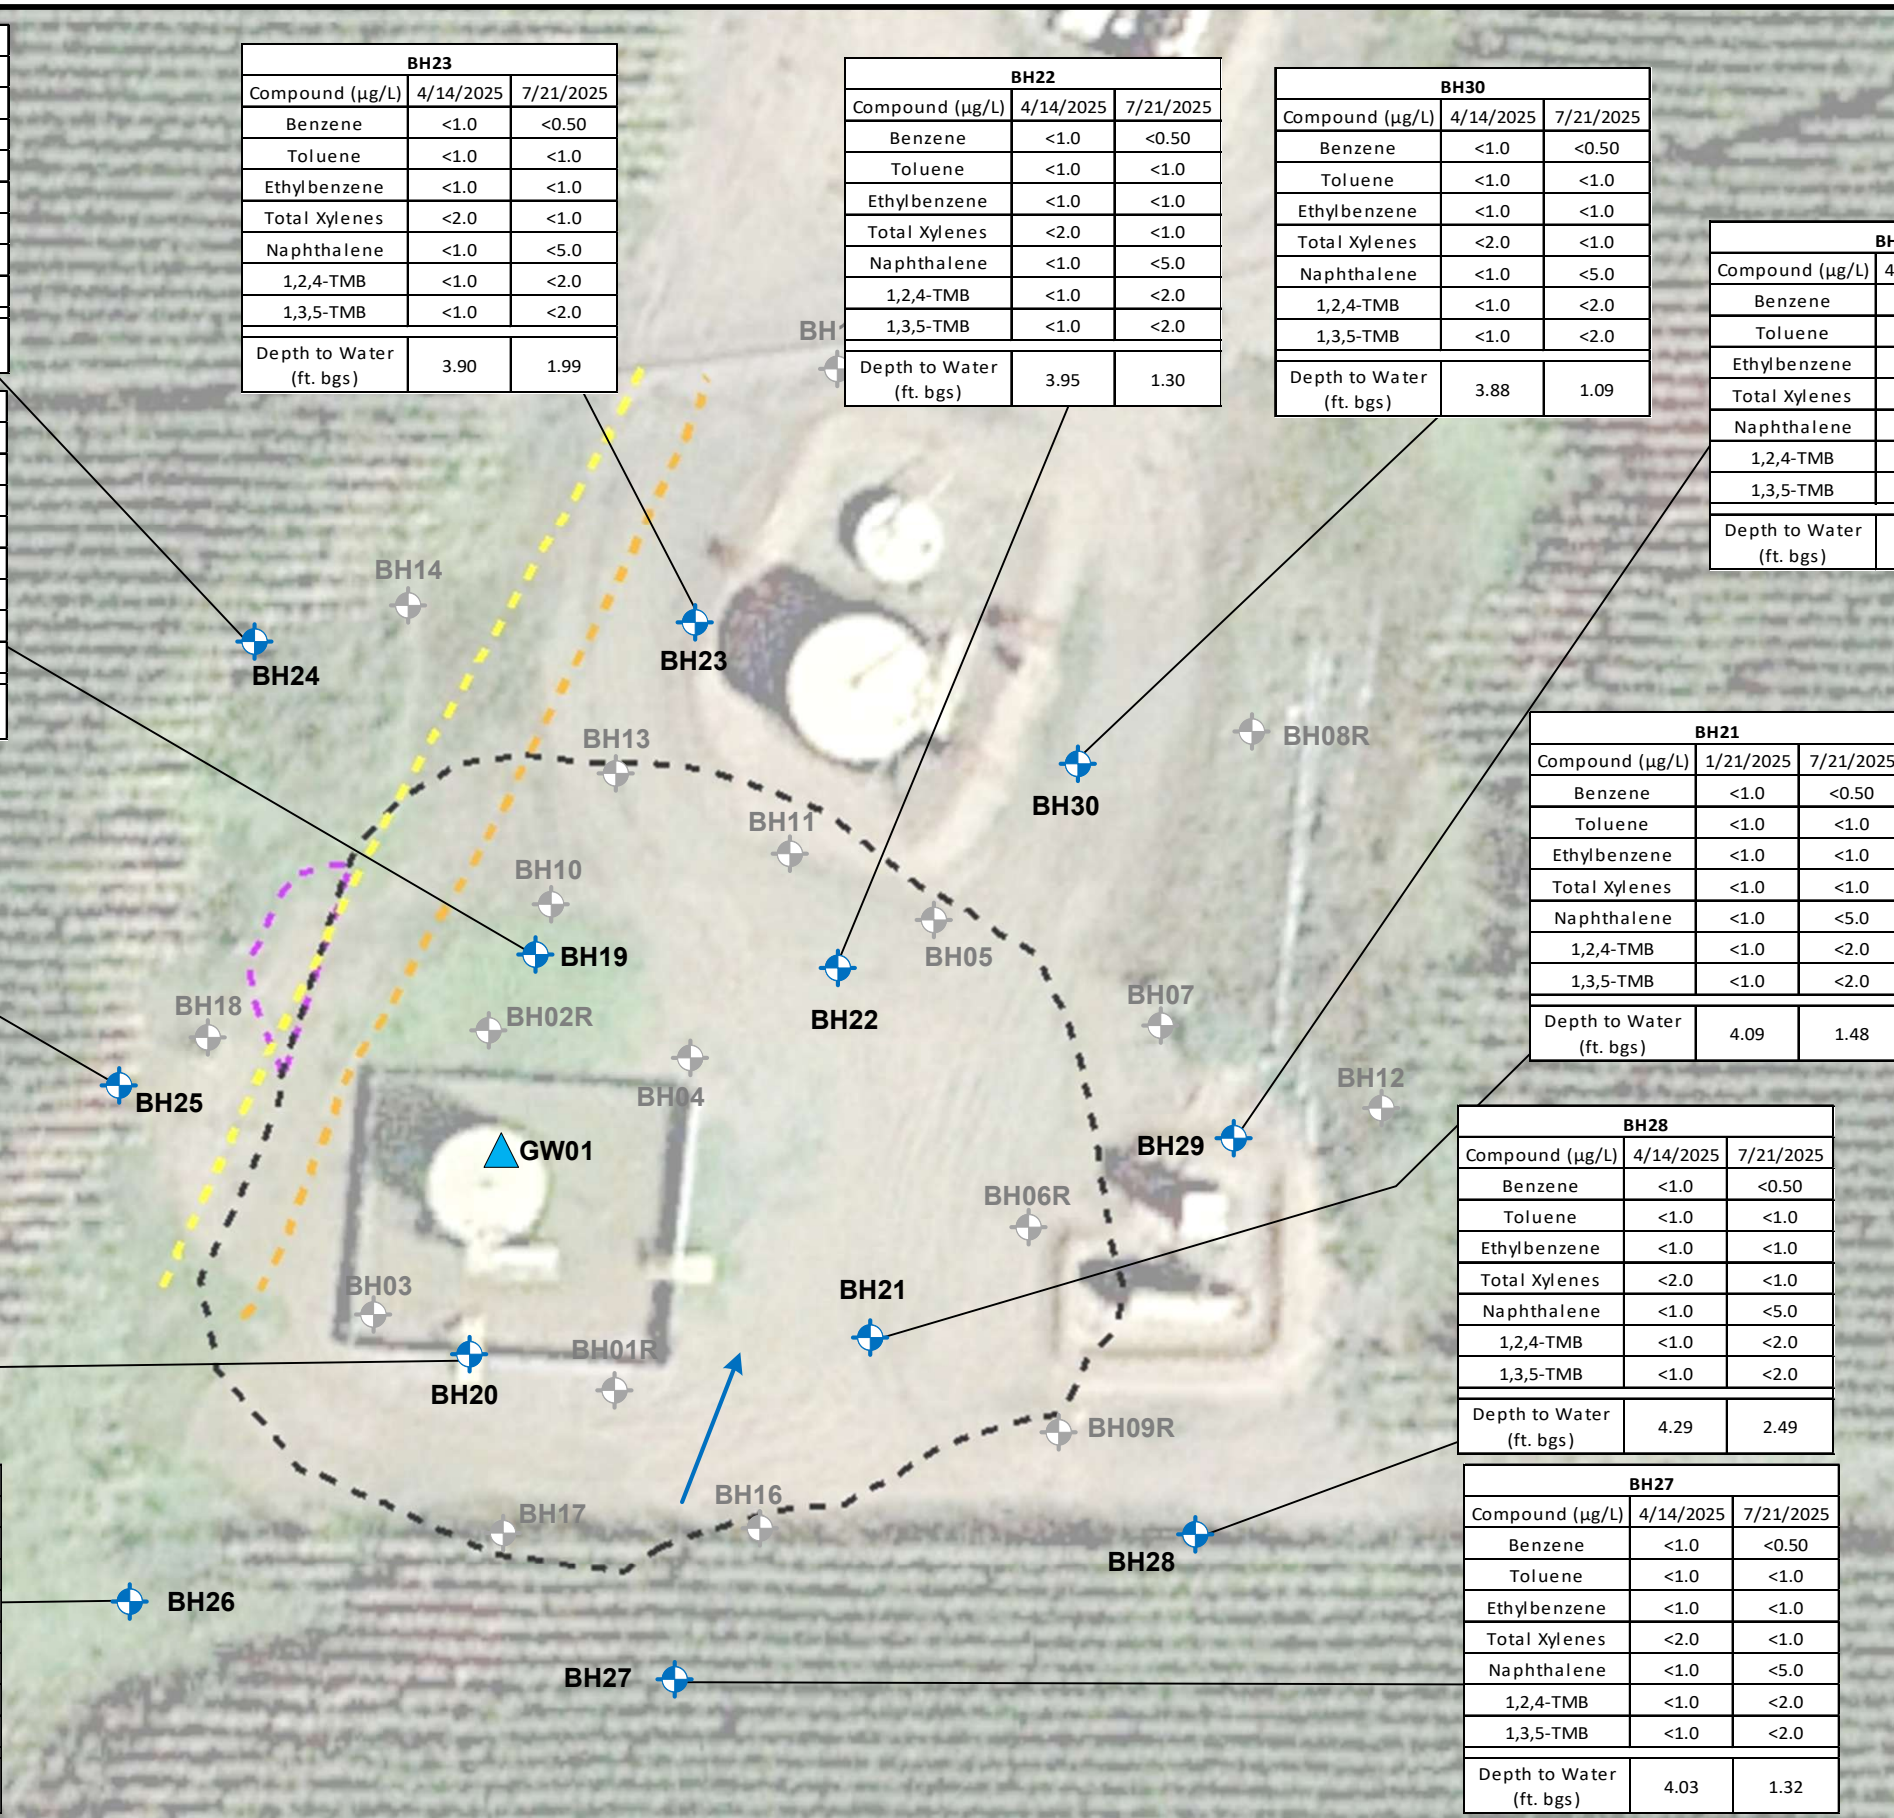 BH23
Compound (µg/L) 4/14/2025 7/21/2025
Benzene <1.0 <0.50
Toluene <1.0 <1.0
Ethylbenzene <1.0 <1.0
Total Xylenes <2.0 <1.0
Naphthalene <1.0 <5.0
1,2,4-TMB <1.0 <2.0
1,3,5-TMB <1.0 <2.0
Depth to Water
(ft. bgs) 3.90 1.99
BH22
Compound (µg/L) 4/14/2025 7/21/2025
Benzene <1.0 <0.50
Toluene <1.0 <1.0
Ethylbenzene <1.0 <1.0
Total Xylenes <2.0 <1.0
Naphthalene <1.0 <5.0
1,2,4-TMB <1.0 <2.0
1,3,5-TMB <1.0 <2.0
Depth to Water
(ft. bgs) 3.95 1.30
BH30
Compound (µg/L) 4/14/2025 7/21/2025
Benzene <1.0 <0.50
Toluene <1.0 <1.0
Ethylbenzene <1.0 <1.0
Total Xylenes <2.0 <1.0
Naphthalene <1.0 <5.0
1,2,4-TMB <1.0 <2.0
1,3,5-TMB <1.0 <2.0
Depth to Water
(ft. bgs) 3.88 1.09
Compound (µg/L)
Benzene
Toluene
Ethylbenzene
Total Xylenes
Naphthalene
1,2,4-TMB
1,3,5-TMB
Depth to Water
(ft. bgs)
BH14
BH24
BH23
BH13
BH08R
BH30
BH11
BH10
BH19
BH05
BH22
BH18
BH02R
BH07
BH04
BH12
BH25
GW01
BH29
BH06R
BH03
BH21
BH01R
BH20
BH09R
BH16
BH17
BH28
BH26
BH27
BH21
Compound (µg/L) 1/21/2025 7/21/2025
Benzene <1.0 <0.50
Toluene <1.0 <1.0
Ethylbenzene <1.0 <1.0
Total Xylenes <1.0 <1.0
Naphthalene <1.0 <5.0
1,2,4-TMB <1.0 <2.0
1,3,5-TMB <1.0 <2.0
Depth to Water
(ft. bgs) 4.09 1.48
BH28
Compound (µg/L) 4/14/2025 7/21/2025
Benzene <1.0 <0.50
Toluene <1.0 <1.0
Ethylbenzene <1.0 <1.0
Total Xylenes <2.0 <1.0
Naphthalene <1.0 <5.0
1,2,4-TMB <1.0 <2.0
1,3,5-TMB <1.0 <2.0
Depth to Water
(ft. bgs) 4.29 2.49
BH27
Compound (µg/L) 4/14/2025 7/21/2025
Benzene <1.0 <0.50
Toluene <1.0 <1.0
Ethylbenzene <1.0 <1.0
Total Xylenes <2.0 <1.0
Naphthalene <1.0 <5.0
1,2,4-TMB <1.0 <2.0
1,3,5-TMB <1.0 <2.0
Depth to Water
(ft. bgs) 4.03 1.32